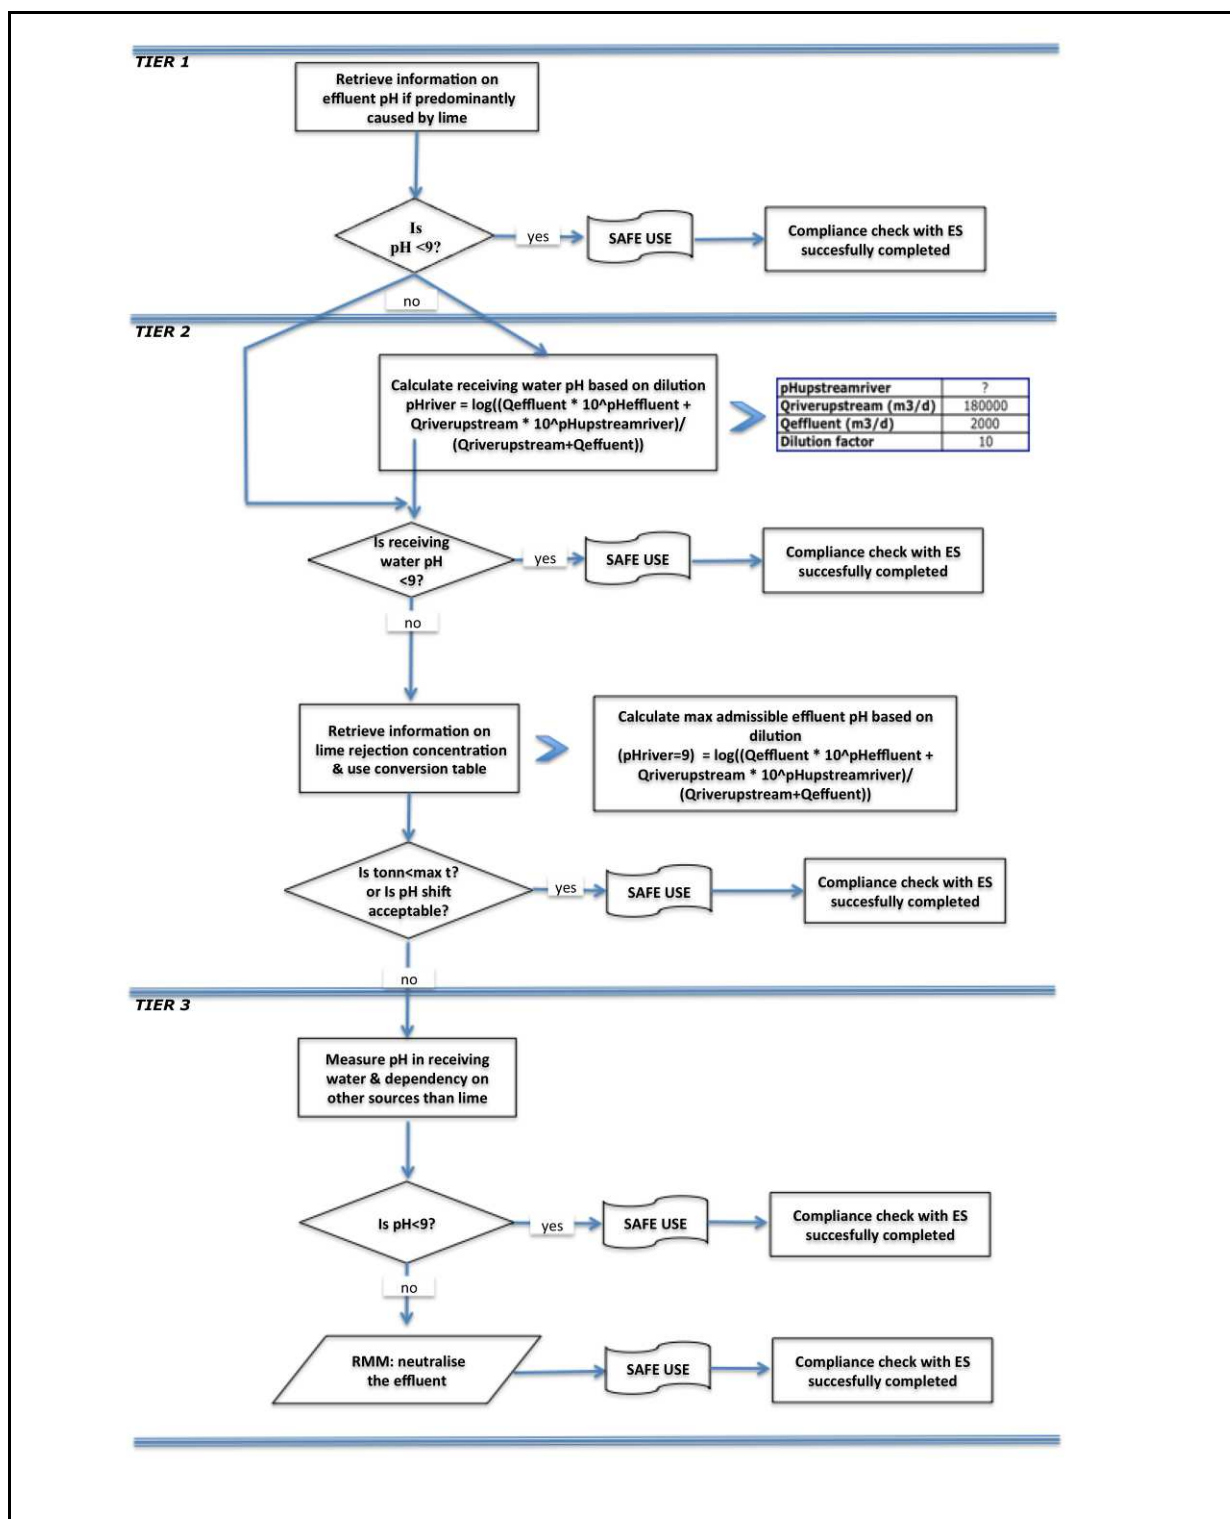 TIER 1
Retrieve information on
effluent pH if predominantly
caused by lime
Is
pH <9?
yes
SAFE USE
Compliance check with ES
succesfully completed
no
TIER 2
Calculate receiving water pH based on dilution
pHriver = log((Qeffluent * 10^pHeffluent +
Qriverupstream * 10^pHupstreamriver)/
(Qriverupstream+Qeffuent))
pHupstreamriver ?
Qriverupstream (m3/d) 180000
Qeffluent (m3/d) 2000
Dilution factor 10
Is receiving
water pH
<9?
yes
SAFE USE
Compliance check with ES
succesfully completed
no
Retrieve information on
lime rejection concentration
& use conversion table
Calculate max admissible effluent pH based on
dilution
(pHriver=9) = log((Qeffluent * 10^pHeffluent +
Qriverupstream * 10^pHupstreamriver)/
(Qriverupstream+Qeffuent))
Is tonn<max t?
or Is pH shift
acceptable?
yes
SAFE USE
Compliance check with ES
succesfully completed
no
TIER 3
Measure pH in receiving
water & dependency on
other sources than lime
Is pH<9?
yes
SAFE USE
Compliance check with ES
succesfully completed
no
RMM: neutralise
the effluent
SAFE USE
Compliance check with ES
succesfully completed